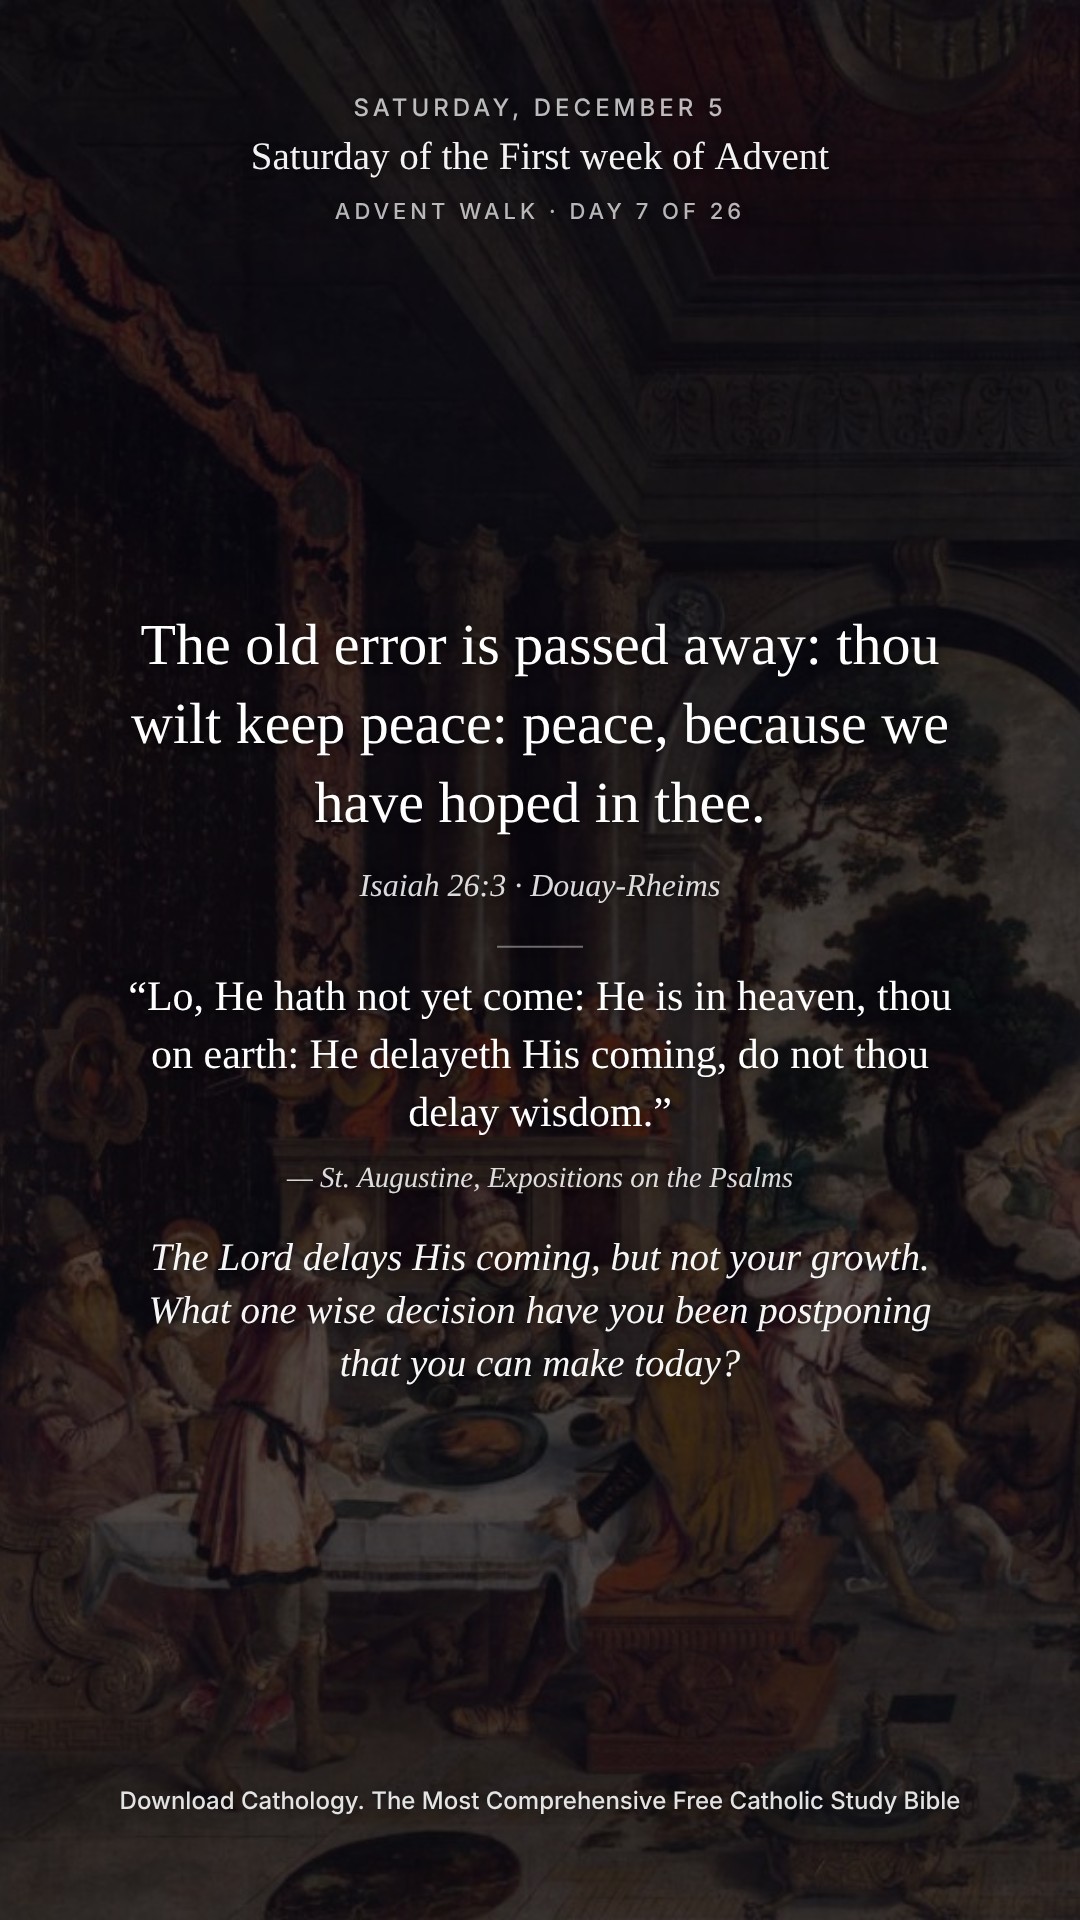 SATURDAY, DECEMBER 5
Saturday of the First week of Advent
ADVENT WALK · DAY 7 OF 26
The old error is passed away: thou
wilt keep peace: peace, because we
have hoped in thee.
Isaiah 26:3 · Douay-Rheims
“Lo, He hath not yet come: He is in heaven, thou
on earth: He delayeth His coming, do not thou
delay wisdom.”
— St. Augustine, Expositions on the Psalms
The Lord delays His coming, but not your growth.
What one wise decision have you been postponing
that you can make today?
Download Cathology. The Most Comprehensive Free Catholic Study Bible